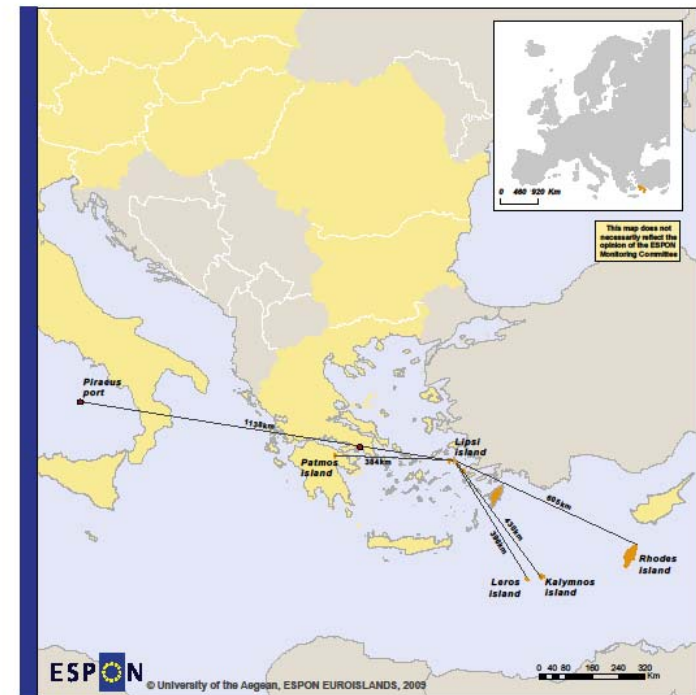 0 460 920 Km
This map does not
necessarily reflect the
opinion of the ESPON
Monitoring Committee
Piraeus
port
1138km
Lipsi
island
Patmos
island
384km
605km
430km
396km
Rhodes
island
Leros
island
Kalymnos
island
ESPON
© University of the Aegean, ESPON EUROISLANDS, 2009
0 40 80 160 240 320
Km